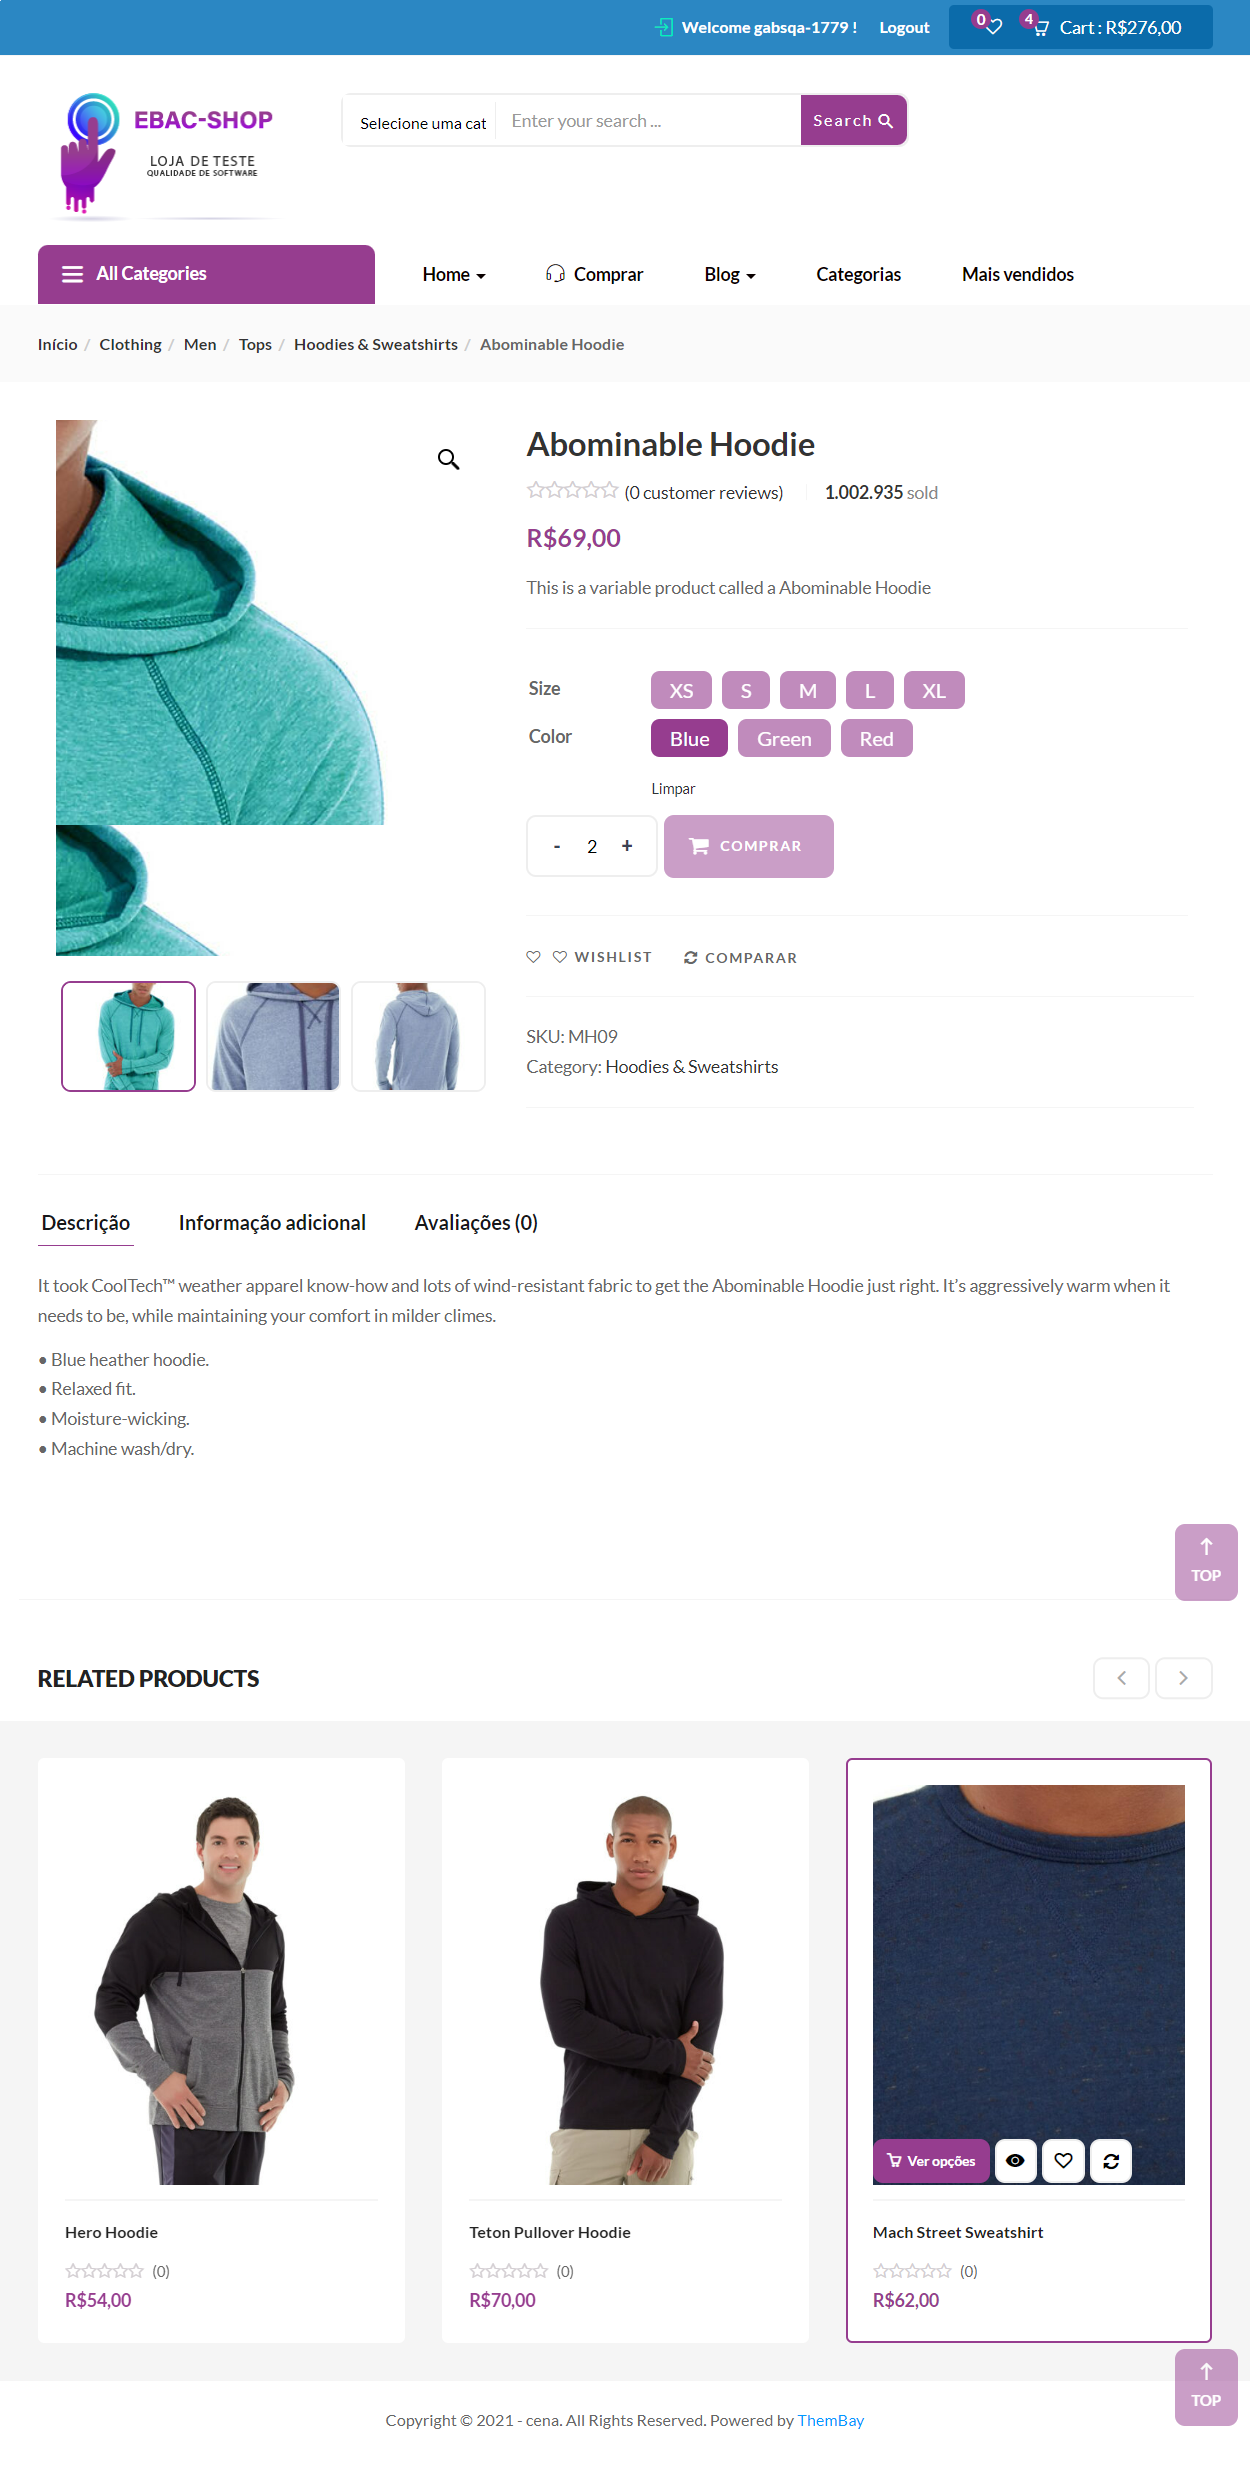 Welcome gabsqa-1779 !
Logout
0
4
Cart : R$276,00
EBAC-SHOP
LOJA DE TESTE
QUALIDADE DE SOFTWARE
Selecione uma cat
Enter your search ...
Search
All Categories
Home
Comprar
Blog
Categorias
Mais vendidos
Início / Clothing / Men / Tops / Hoodies & Sweatshirts / Abominable Hoodie
Abominable Hoodie
(0 customer reviews)
1.002.935 sold
R$69,00
This is a variable product called a Abominable Hoodie
Size
XS
S
M
L
XL
Color
Blue
Green
Red
Limpar
- 2 +
COMPRAR
WISHLIST
COMPARAR
SKU: MH09
Category: Hoodies & Sweatshirts
Descrição
Informação adicional
Avaliações (0)
It took CoolTech™ weather apparel know-how and lots of wind-resistant fabric to get the Abominable Hoodie just right. It’s aggressively warm when it
needs to be, while maintaining your comfort in milder climes.
• Blue heather hoodie.
• Relaxed fit.
• Moisture-wicking.
• Machine wash/dry.
TOP
RELATED PRODUCTS
Hero Hoodie
(0)
R$54,00
Teton Pullover Hoodie
(0)
R$70,00
Ver opções
Mach Street Sweatshirt
(0)
R$62,00
TOP
Copyright © 2021 - cena. All Rights Reserved. Powered by ThemBay